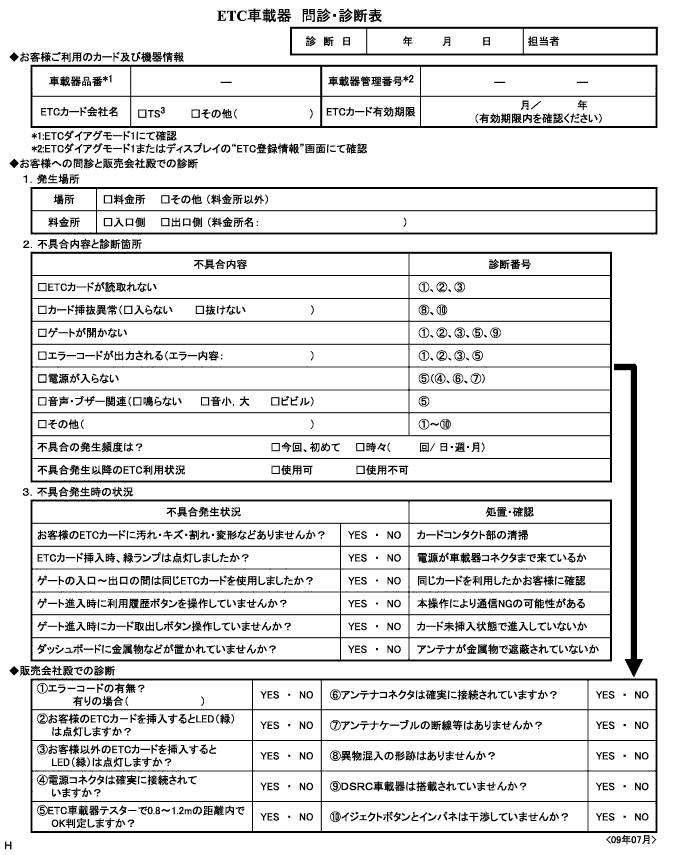 ETC車載器 問診・診断表
診断日 年 月 日 担当者
◆お客様ご利用のカード及び機器情報
車載器品番*1 ― 車載器管理番号*2 ― ―
ETCカード会社名 □TS3 □その他( ) ETCカード有効期限 月/ 年
(有効期限内を確認ください)
*1:ETCダイアグモード1にて確認
*2:ETCダイアグモード1またはディスプレイの"ETC登録情報"画面にて確認
◆お客様への問診と販売会社殿での診断
1. 発生場所
場所 □料金所 □その他 (料金所以外)
料金所 □入口側 □出口側 (料金所名: )
2. 不具合内容と診断箇所
不具合内容 診断番号
□ETCカードが読取れない ①、②、③
□カード挿抜異常(□入らない □抜けない ) ⑧、⑩
□ゲートが開かない ①、②、③、⑤、⑨
□エラーコードが出力される(エラー内容: ) ①、②、③、⑤
□電源が入らない ⑤(④、⑥、⑦)
□音声・ブザー関連(□鳴らない □音小, 大 □ビビル) ⑤
□その他( ) ①~⑩
不具合の発生頻度は? □今回、初めて □時々( 回/ 日・週・月)
不具合発生以降のETC利用状況 □使用可 □使用不可
3. 不具合発生時の状況
不具合発生状況 処置・確認
お客様のETCカードに汚れ・キズ・割れ・変形などありませんか? YES ・ NO カードコンタクト部の清掃
ETCカード挿入時、緑ランプは点灯しましたか? YES ・ NO 電源が車載器コネクタまで来ているか
ゲートの入口~出口の間は同じETCカードを使用しましたか? YES ・ NO 同じカードを利用したかお客様に確認
ゲート進入時に利用履歴ボタンを操作していませんか? YES ・ NO 本操作により通信NGの可能性がある
ゲート進入時にカード取出しボタン操作していませんか? YES ・ NO カード未挿入状態で進入していないか
ダッシュボードに金属物などが置かれていませんか? YES ・ NO アンテナが金属物で遮蔽されていないか
◆販売会社殿での診断
①エラーコードの有無?
有りの場合( ) YES ・ NO ⑥アンテナコネクタは確実に接続されていますか? YES ・ NO
②お客様のETCカードを挿入するとLED(緑)
は点灯しますか? YES ・ NO ⑦アンテナケーブルの断線等はありませんか? YES ・ NO
③お客様以外のETCカードを挿入すると
LED(緑)は点灯しますか? YES ・ NO ⑧異物混入の形跡はありませんか? YES ・ NO
④電源コネクタは確実に接続されて
いますか? YES ・ NO ⑨DSRC車載器は搭載されていませんか? YES ・ NO
⑤ETC車載器テスターで0.8~1.2mの距離内で
OK判定しますか? YES ・ NO ⑩イジェクトボタンとインパネは干渉していませんか? YES ・ NO
<09年07月>
H